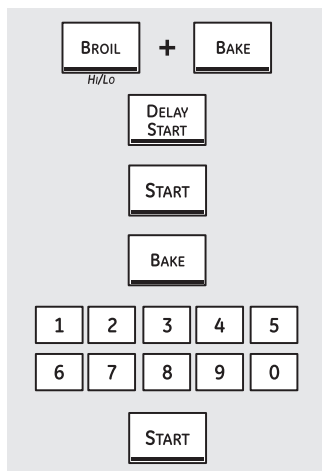 BROIL + BAKE
Hi/Lo
DELAY
START
START
BAKE
1 2 3 4 5
6 7 8 9 0
START